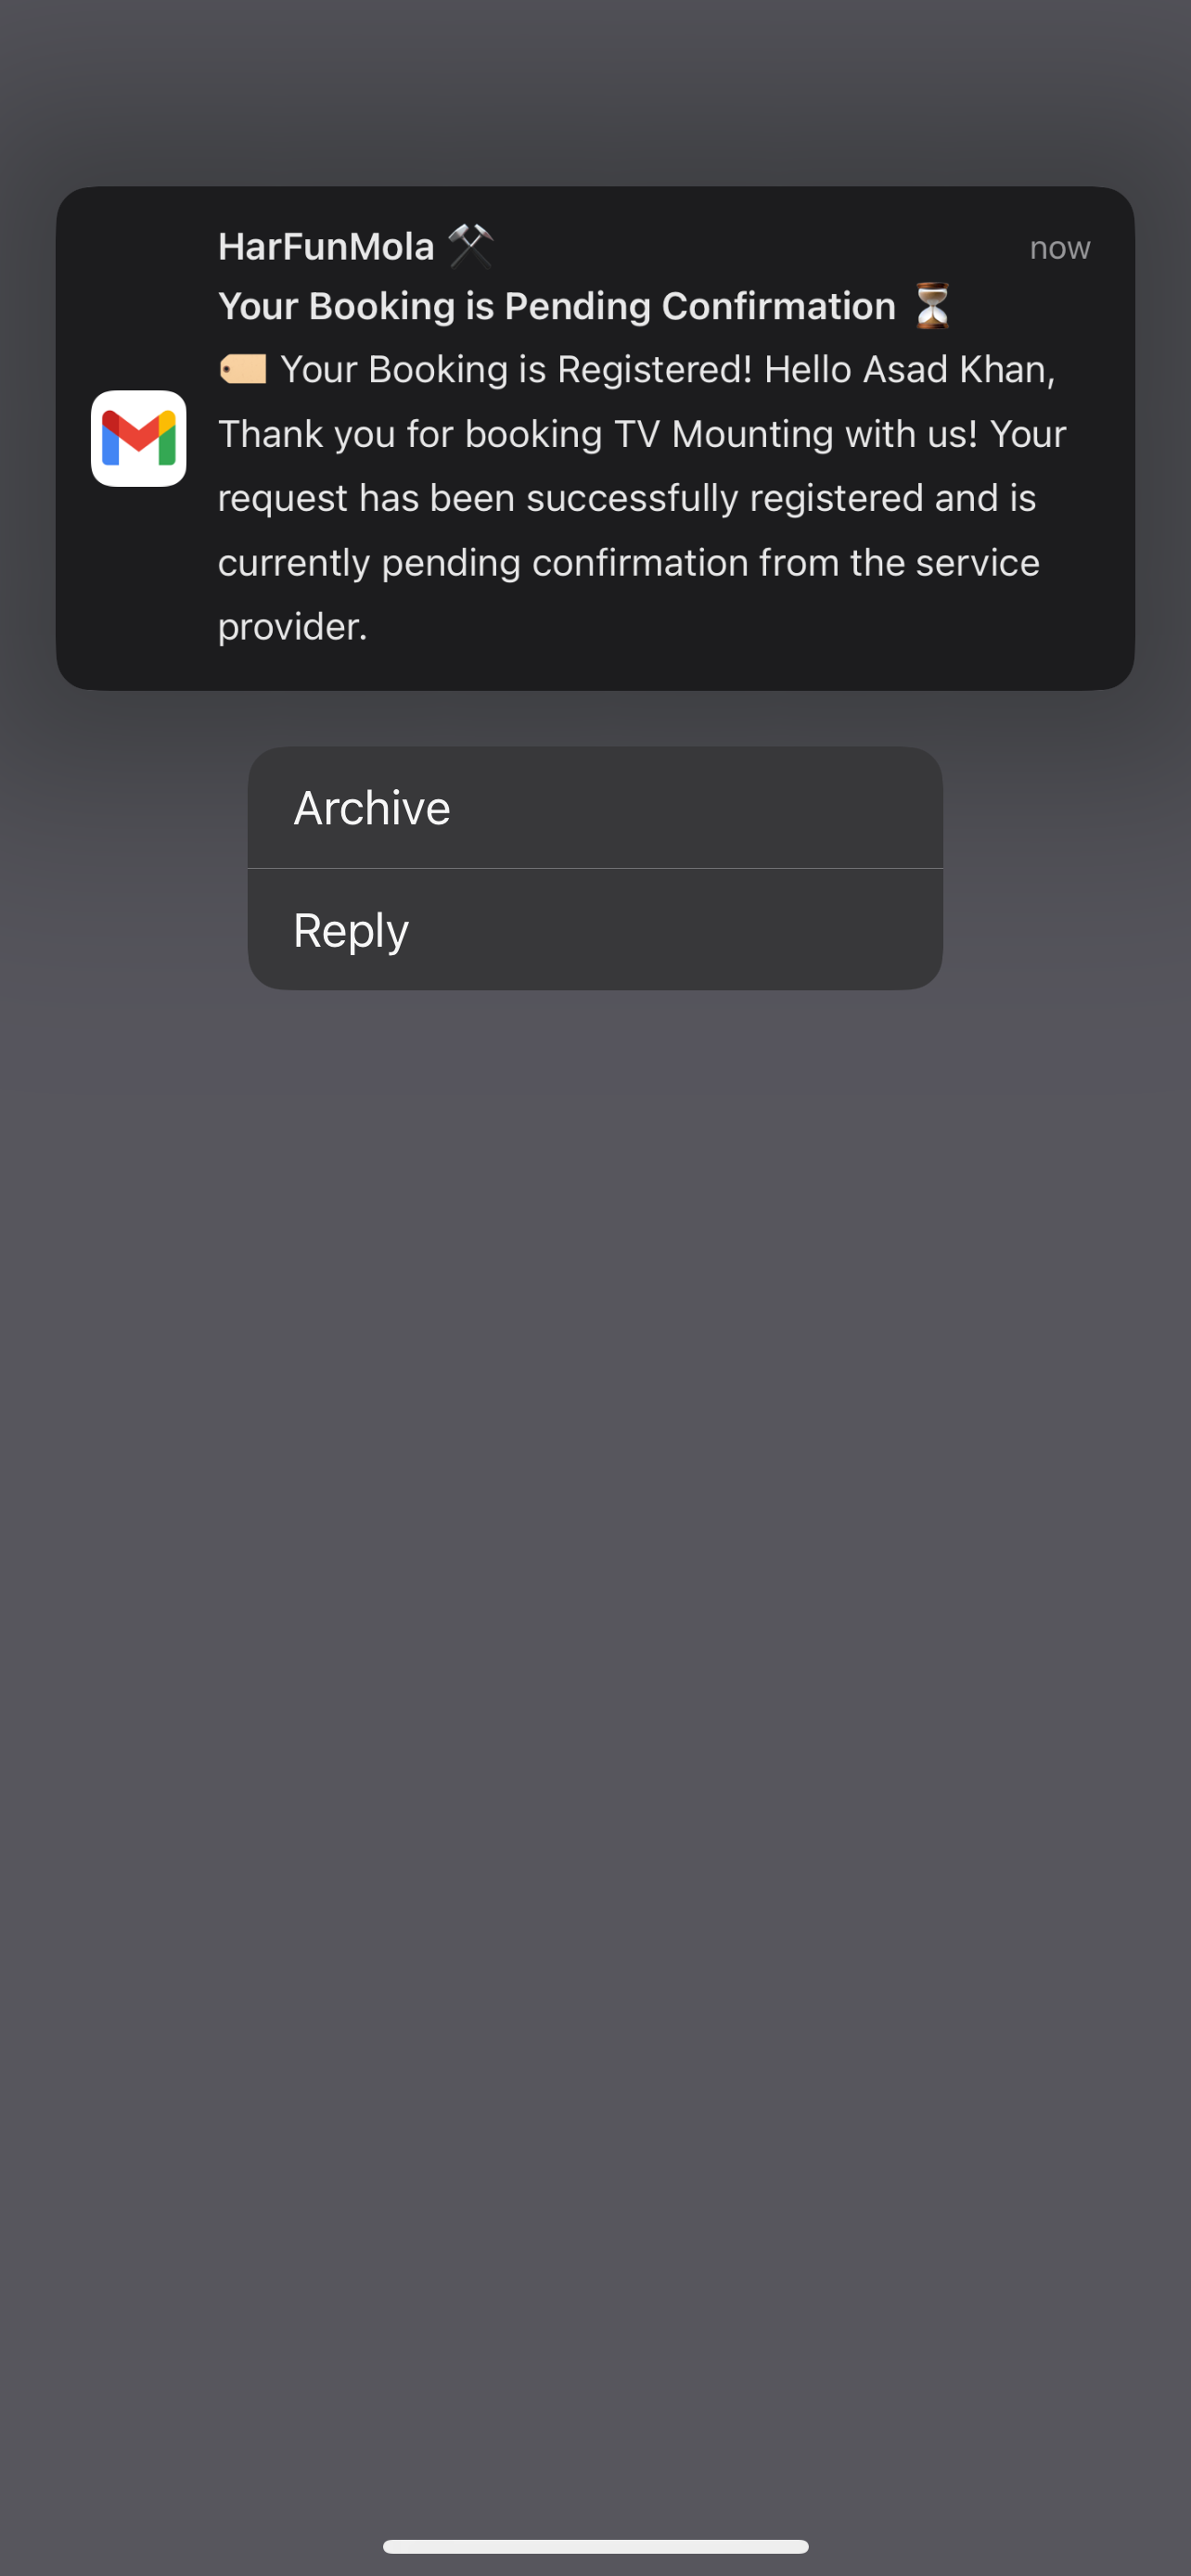 HarFunMola ⚒️ now
Your Booking is Pending Confirmation ⏳
🏷️ Your Booking is Registered! Hello Asad Khan,
Thank you for booking TV Mounting with us! Your
request has been successfully registered and is
currently pending confirmation from the service
provider.
Archive
Reply